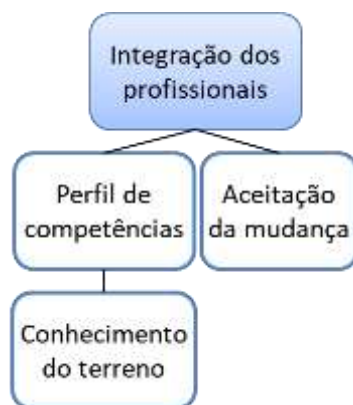 Integração dos
profissionais
Perfil de
competências
Aceitação
da mudança
Conhecimento
do terreno